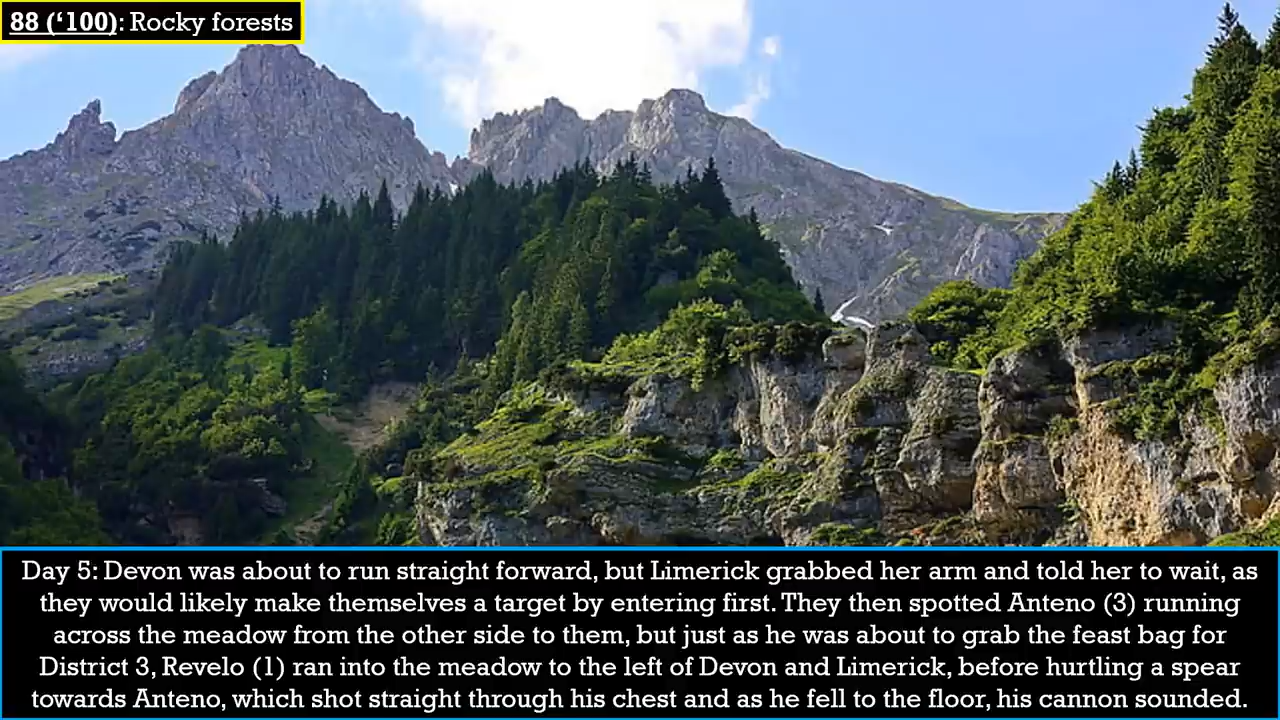 88 (‘100): Rocky forests
Day 5: Devon was about to run straight forward, but Limerick grabbed her arm and told her to wait, as
they would likely make themselves a target by entering first. They then spotted Anteno (3) running
across the meadow from the other side to them, but just as he was about to grab the feast bag for
District 3, Revelo (1) ran into the meadow to the left of Devon and Limerick, before hurtling a spear
towards Anteno, which shot straight through his chest and as he fell to the floor, his cannon sounded.